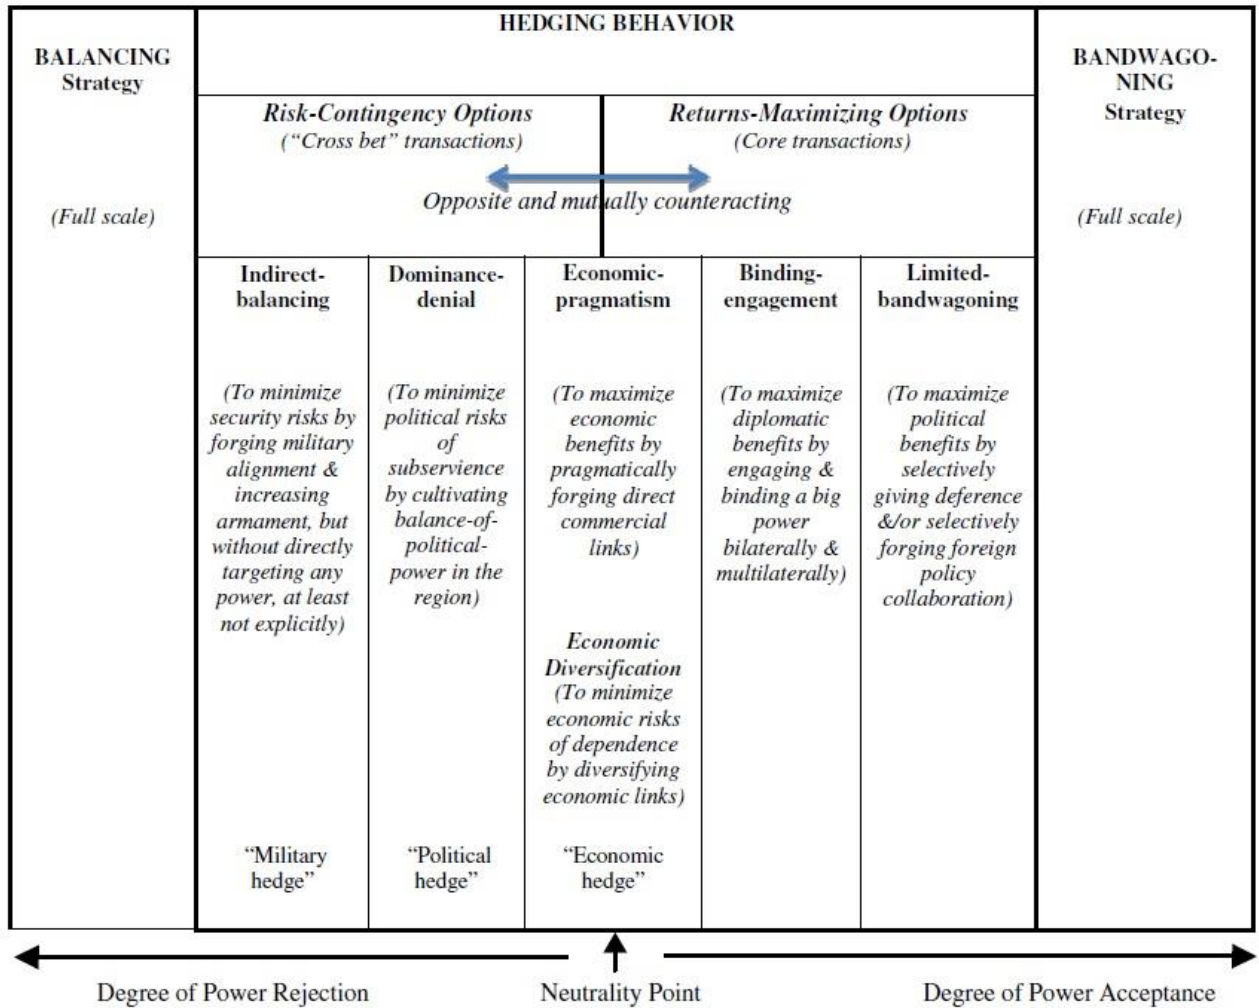 HEDGING BEHAVIOR
BALANCING
Strategy
(Full scale)
Risk-Contingency Options
(“Cross bet” transactions)
Returns-Maximizing Options
(Core transactions)
Opposite and mutually counteracting
BANDWAGO-
NING
Strategy
(Full scale)
Indirect-
balancing
(To minimize
security risks by
forging military
alignment &
increasing
armament, but
without directly
targeting any
power, at least
not explicitly)
“Military
hedge”
Dominance-
denial
(To minimize
political risks
of
subservience
by cultivating
balance-of-
political-
power in the
region)
“Political
hedge”
Economic-
pragmatism
(To maximize
economic
benefits by
pragmatically
forging direct
commercial
links)
Economic
Diversification
(To minimize
economic risks
of dependence
by diversifying
economic links)
“Economic
hedge”
Binding-
engagement
(To maximize
diplomatic
benefits by
engaging &
binding a big
power
bilaterally &
multilaterally)
Limited-
bandwagoning
(To maximize
political
benefits by
selectively
giving deference
&/or selectively
forging foreign
policy
collaboration)
Degree of Power Rejection
Neutrality Point
Degree of Power Acceptance